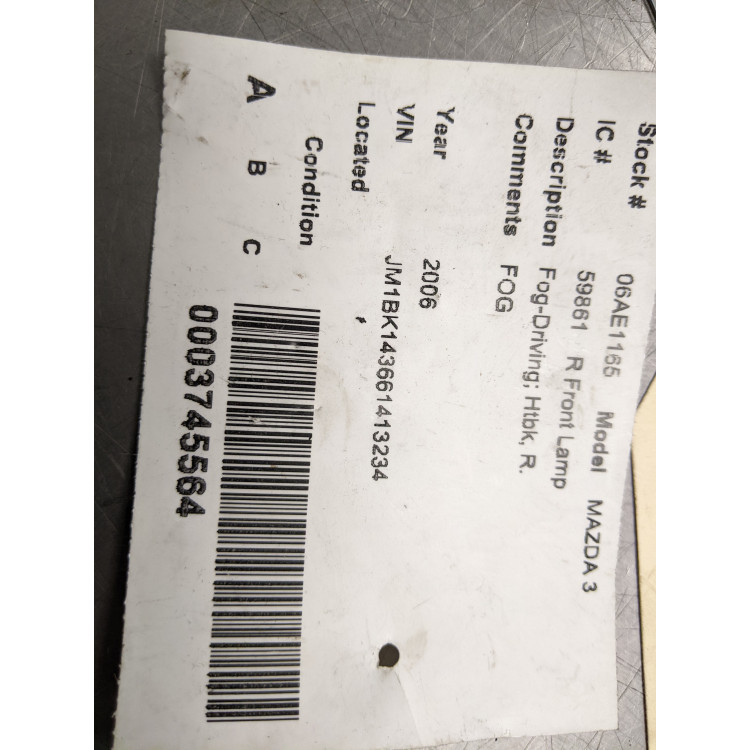 Stock # 06AE1165 Model MAZDA 3
IC # 59861 R Front Lamp
Description Fog-Driving; Htbk, R.
Comments FOG
Year 2006
VIN JM1BK143661413234
Located ,
Condition
A B C
0003745564